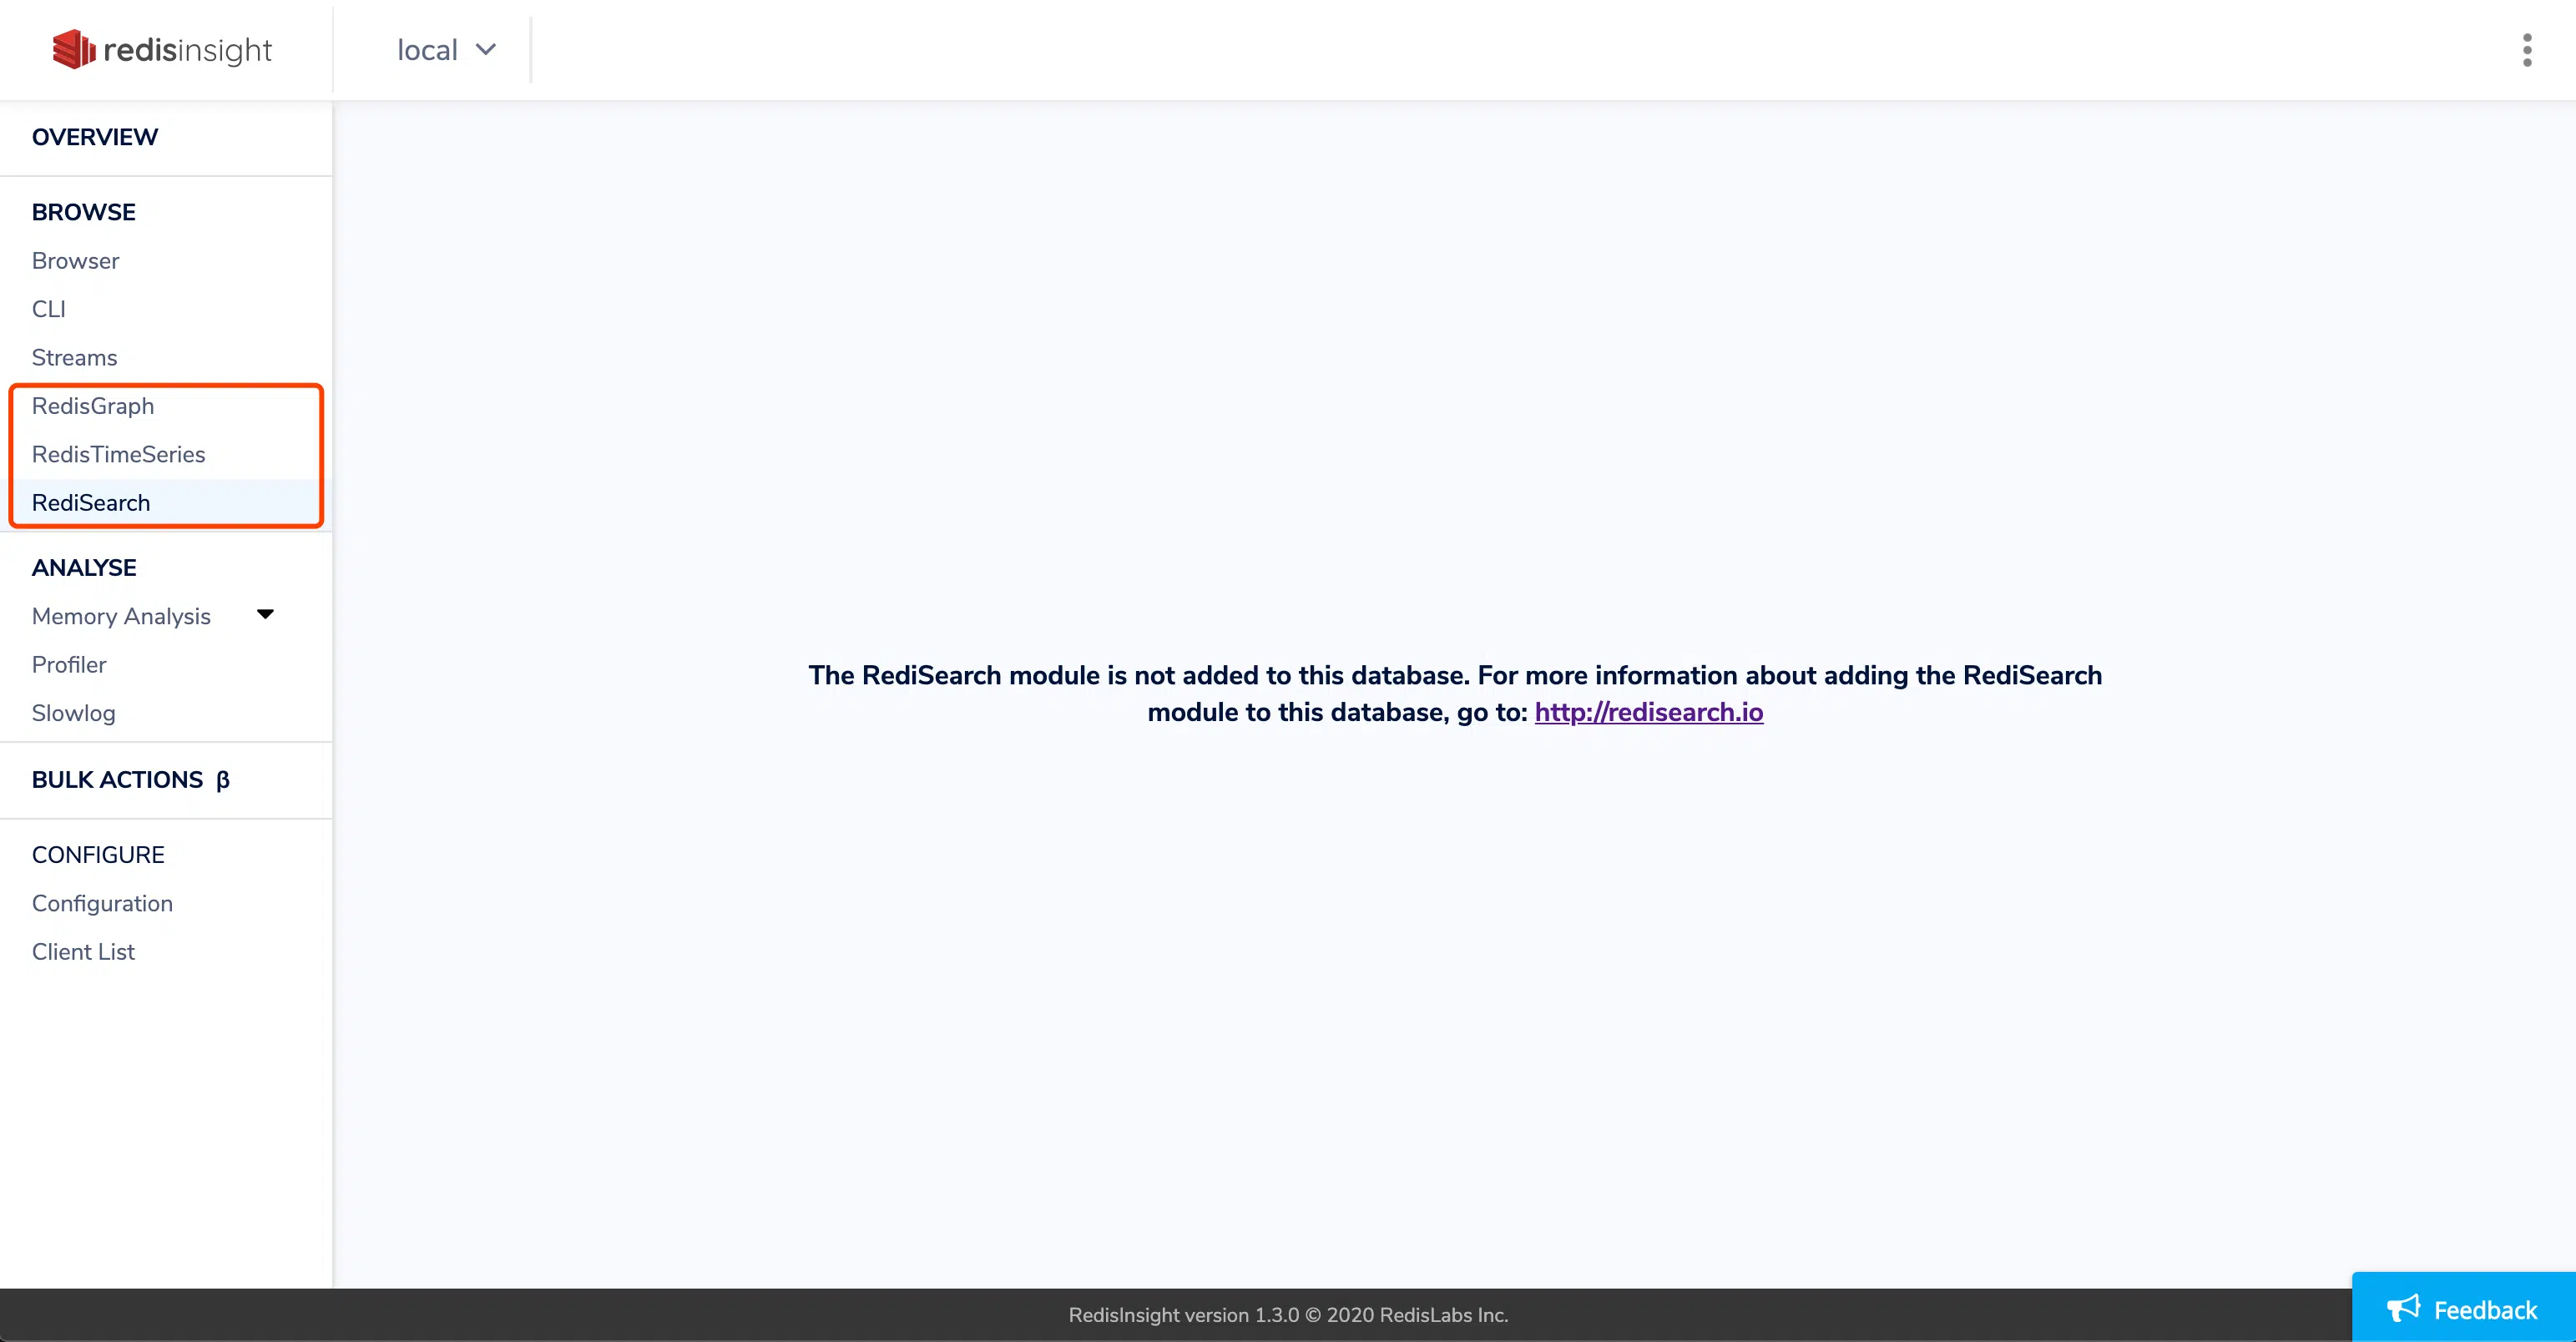 redisinsight
local
OVERVIEW
BROWSE
Browser
CLI
Streams
RedisGraph
RedisTimeSeries
RediSearch
ANALYSE
Memory Analysis
Profiler
Slowlog
BULK ACTIONS β
CONFIGURE
Configuration
Client List
The RediSearch module is not added to this database. For more information about adding the RediSearch
module to this database, go to: http://redisearch.io
RedisInsight version 1.3.0 © 2020 RedisLabs Inc.
Feedback